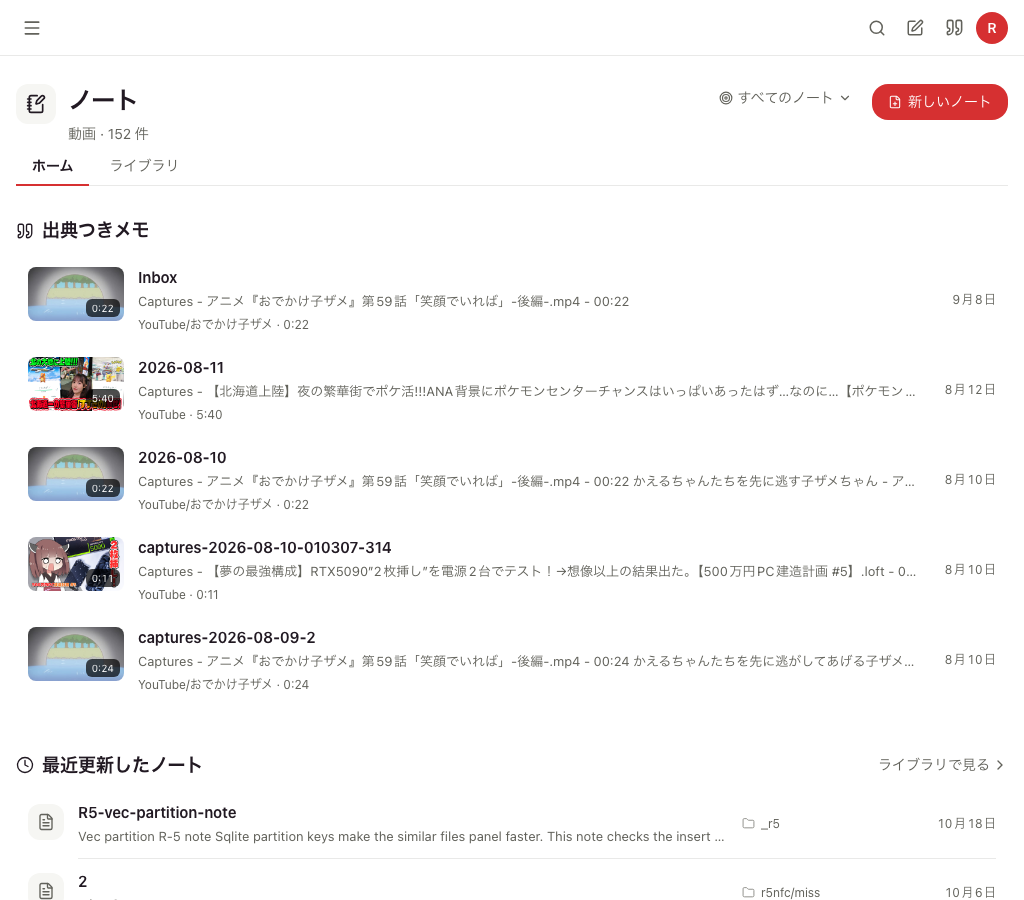 R
ノート
動画 · 152 件
すべてのノート
新しいノート
ホーム
ライブラリ
出典つきメモ
0:22
Inbox
Captures - アニメ『おでかけ子ザメ』第59話「笑顔でいれば」-後編-.mp4 - 00:22
YouTube/おでかけ子ザメ · 0:22
9月8日
5:40
2026-08-11
Captures - 【北海道上陸】夜の繁華街でポケ活!!!ANA背景にポケモンセンターチャンスはいっぱいあったはず...なのに...【ポケモン...
YouTube · 5:40
8月12日
0:22
2026-08-10
Captures - アニメ『おでかけ子ザメ』第59話「笑顔でいれば」-後編-.mp4 - 00:22 かえるちゃんたちを先に逃す子ザメちゃん - ア...
YouTube/おでかけ子ザメ · 0:22
8月10日
0:11
captures-2026-08-10-010307-314
Captures - 【夢の最強構成】RTX5090”2枚挿し”を電源2台でテスト！→想像以上の結果出た。【500万円PC建造計画 #5】.loft - 0...
YouTube · 0:11
8月10日
0:24
captures-2026-08-09-2
Captures - アニメ『おでかけ子ザメ』第59話「笑顔でいれば」-後編-.mp4 - 00:24 かえるちゃんたちを先に逃がしてあげる子ザメ...
YouTube/おでかけ子ザメ · 0:24
8月10日
最近更新したノート
ライブラリで見る
R5-vec-partition-note
Vec partition R-5 note Sqlite partition keys make the similar files panel faster. This note checks the insert ...
_r5
10月18日
2
r5nfc/miss
10月6日